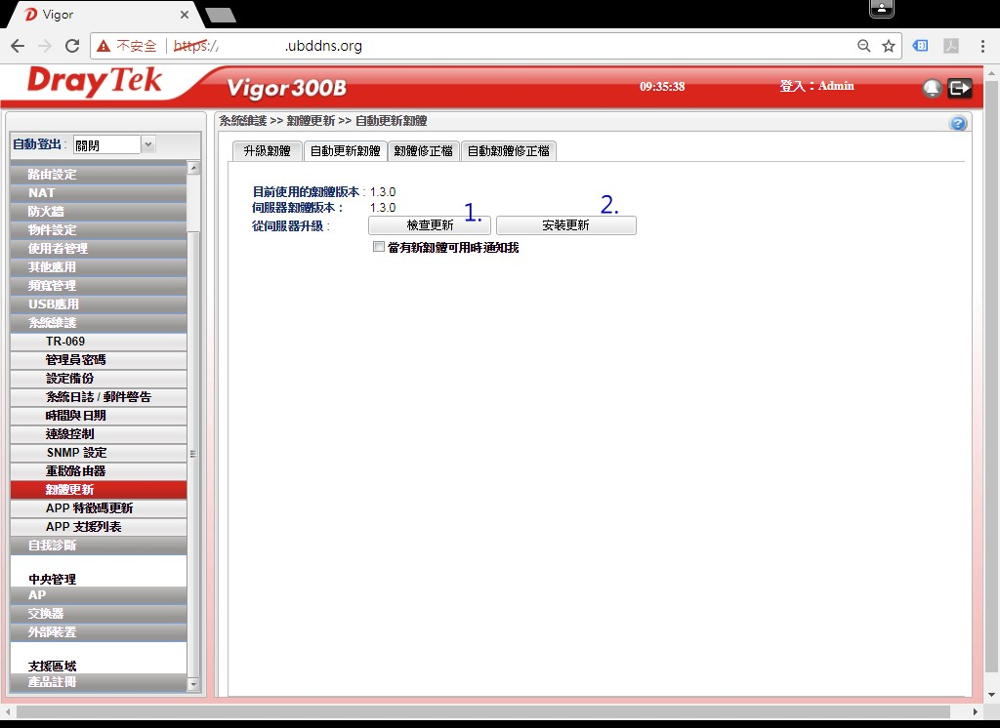 Vigor
不安全
https://
.ubddns.org
DrayTek
Vigor300B
09:35:38
登入：Admin
系統維護 >> 韌體更新 >> 自動更新韌體
自動登出 : 關閉
升級韌體
自動更新韌體
韌體修正檔
自動韌體修正檔
目前使用的韌體版本 : 1.3.0
伺服器韌體版本： 1.3.0
從伺服器升級 :
1.
檢查更新
2.
安裝更新
當有新韌體可用時通知我
路由設定
NAT
防火牆
物件設定
使用者管理
其他應用
頻寬管理
USB應用
系統維護
TR-069
管理員密碼
設定備份
系統日誌 / 郵件警告
時間與日期
連線控制
SNMP 設定
重啟路由器
韌體更新
APP 特徵碼更新
APP 支援列表
自我診斷
中央管理
AP
交換器
外部裝置
支援區域
產品註冊